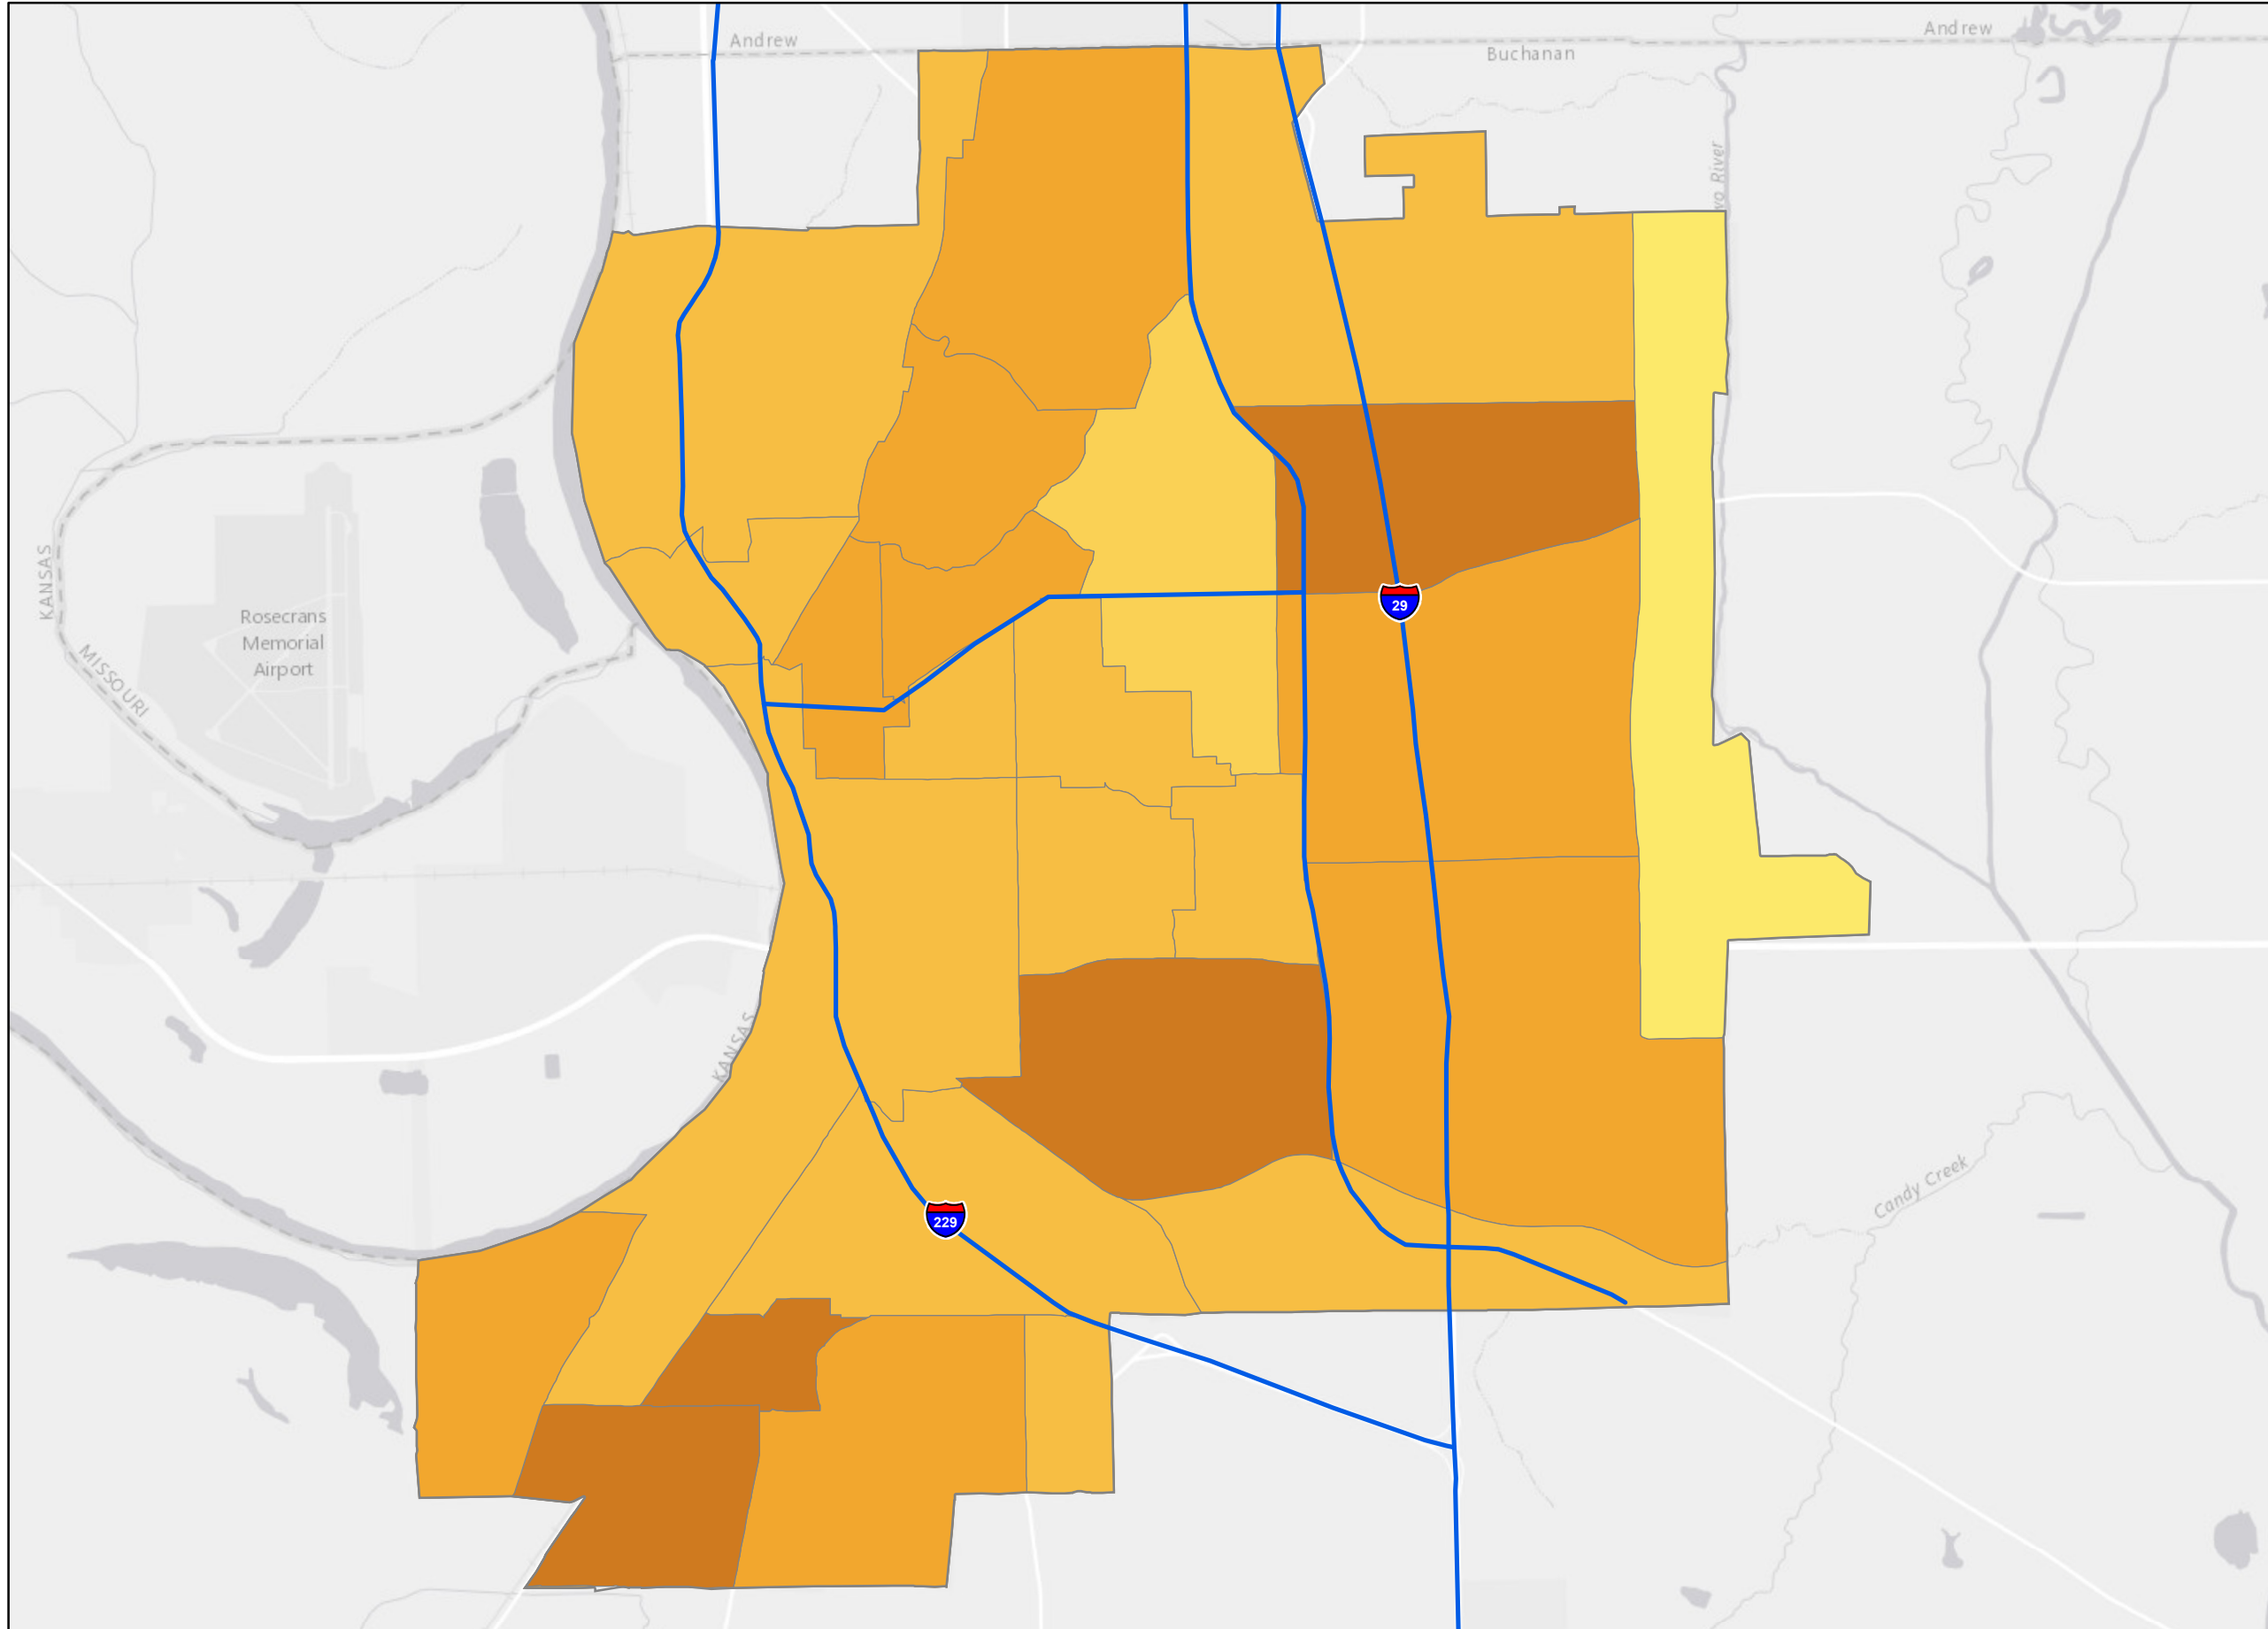 Andrew
Andrew
Buchanan
River
KANSAS
Rosecrans
Memorial
Airport
MISSOURI
29
KANSAS
Candy Creek
229